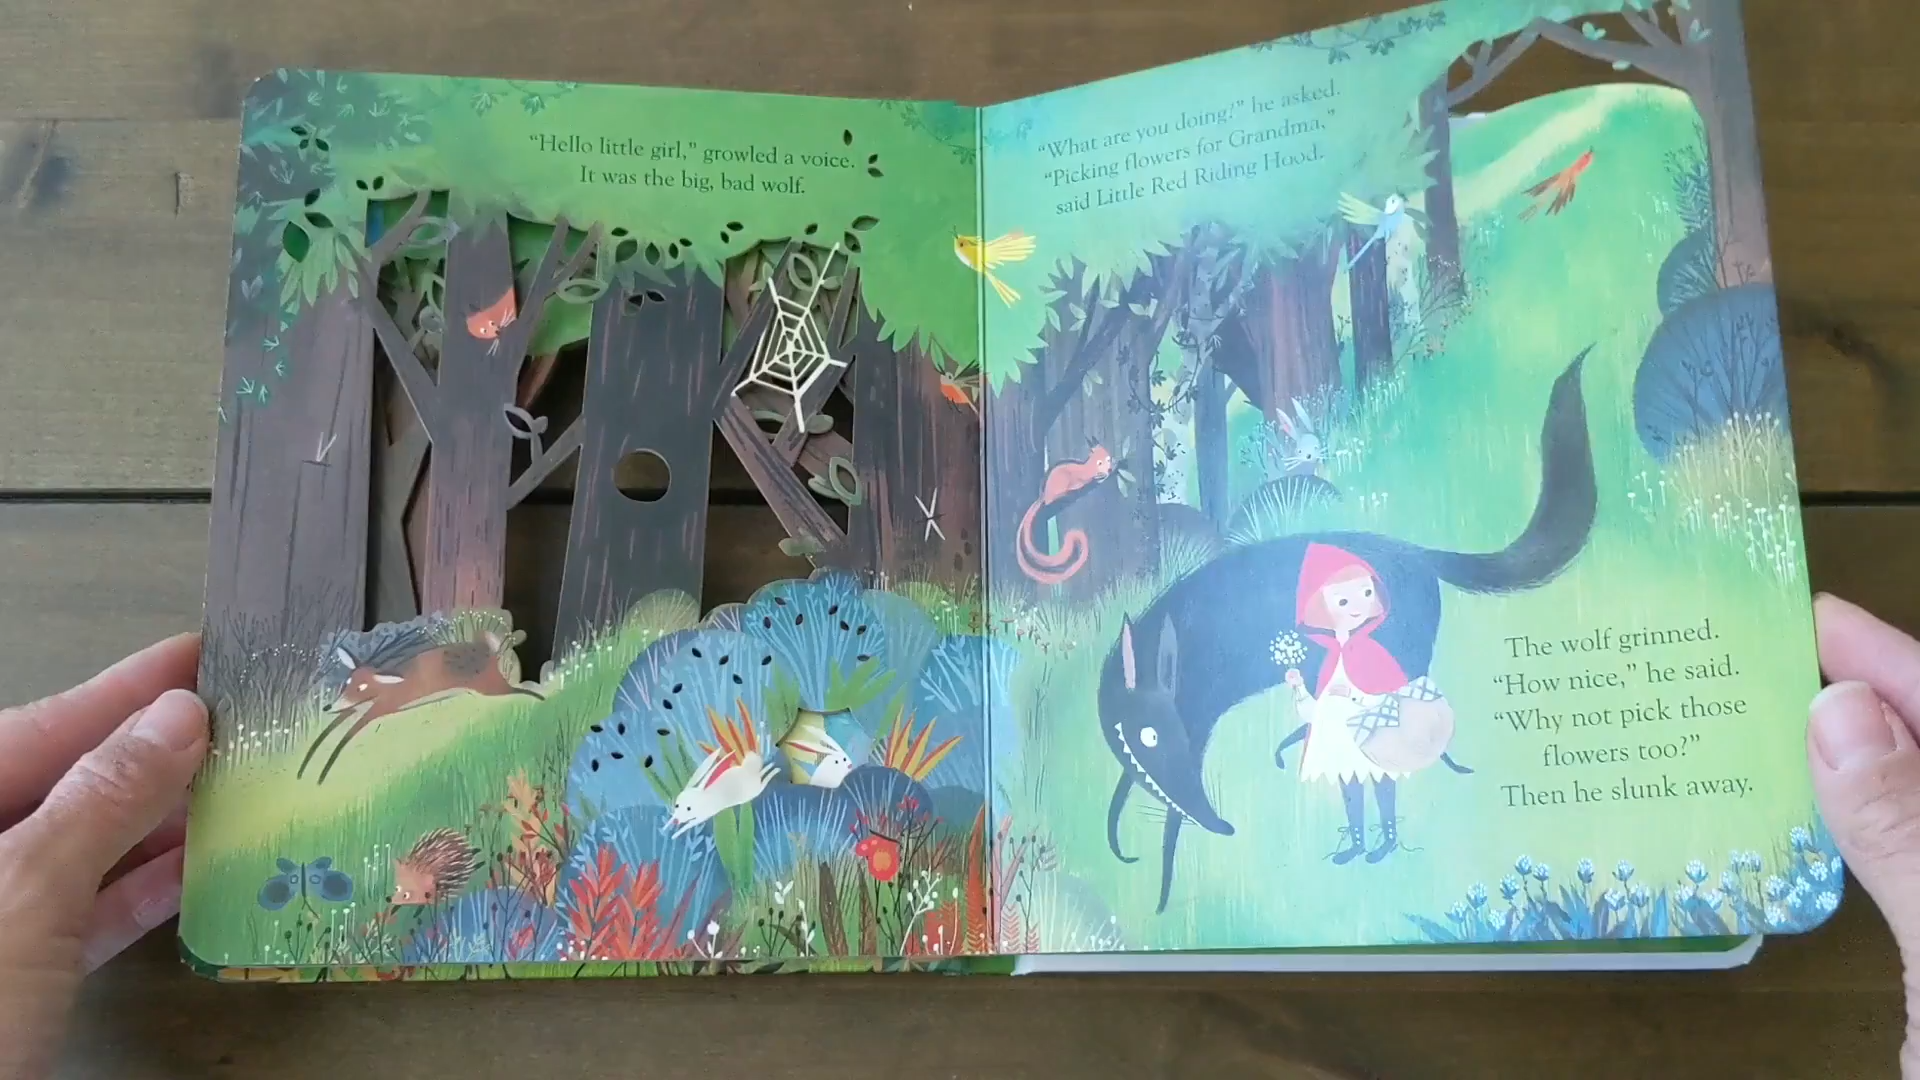 “Hello little girl,” growled a voice.
It was the big, bad wolf.
“What are you doing?” he asked.
“Picking flowers for Grandma,”
said Little Red Riding Hood.
The wolf grinned.
“How nice,” he said.
“Why not pick those
flowers too?”
Then he slunk away.